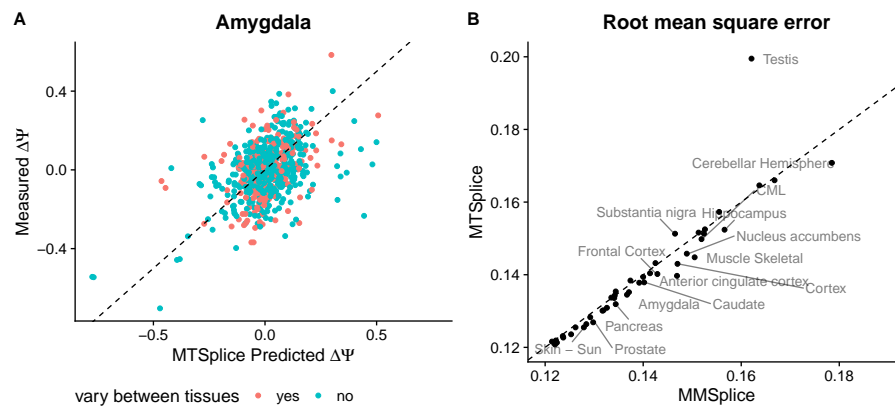 A
Amygdala
Measured ΔΨ
0.4
0.0
−0.4
−0.5
0.0
0.5
MTSplice Predicted ΔΨ
vary between tissues
yes
no
B
Root mean square error
MTSplice
0.20
0.18
0.16
0.14
0.12
Testis
Cerebellar Hemisphere
CML
Substantia nigra
Hippocampus
Nucleus accumbens
Frontal Cortex
Muscle Skeletal
Anterior cingulate cortex
Cortex
Amygdala
Caudate
Pancreas
Skin − Sun
Prostate
0.12
0.14
0.16
0.18
MMSplice